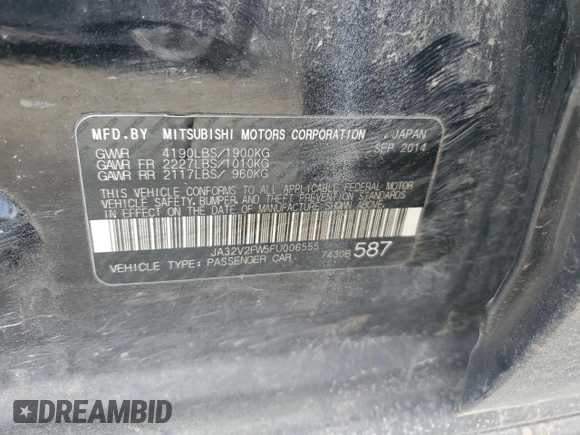 MFD.BY MITSUBISHI MOTORS CORPORATION , JAPAN
GVWR 4190LBS/1900KG SEP 2014
GAWR FR 2227LBS/1010KG
GAWR RR 2117LBS/ 960KG
THIS VEHICLE CONFORMS TO ALL APPLICABLE FEDERAL MOTOR
VEHICLE SAFETY, BUMPER, AND THEFT PREVENTION STANDARDS
IN EFFECT ON THE DATE OF MANUFACTURE SHOWN ABOVE.
JA32V2FW5FU006555
VEHICLE TYPE: PASSENGER CAR 7430B 587
DREAMBID